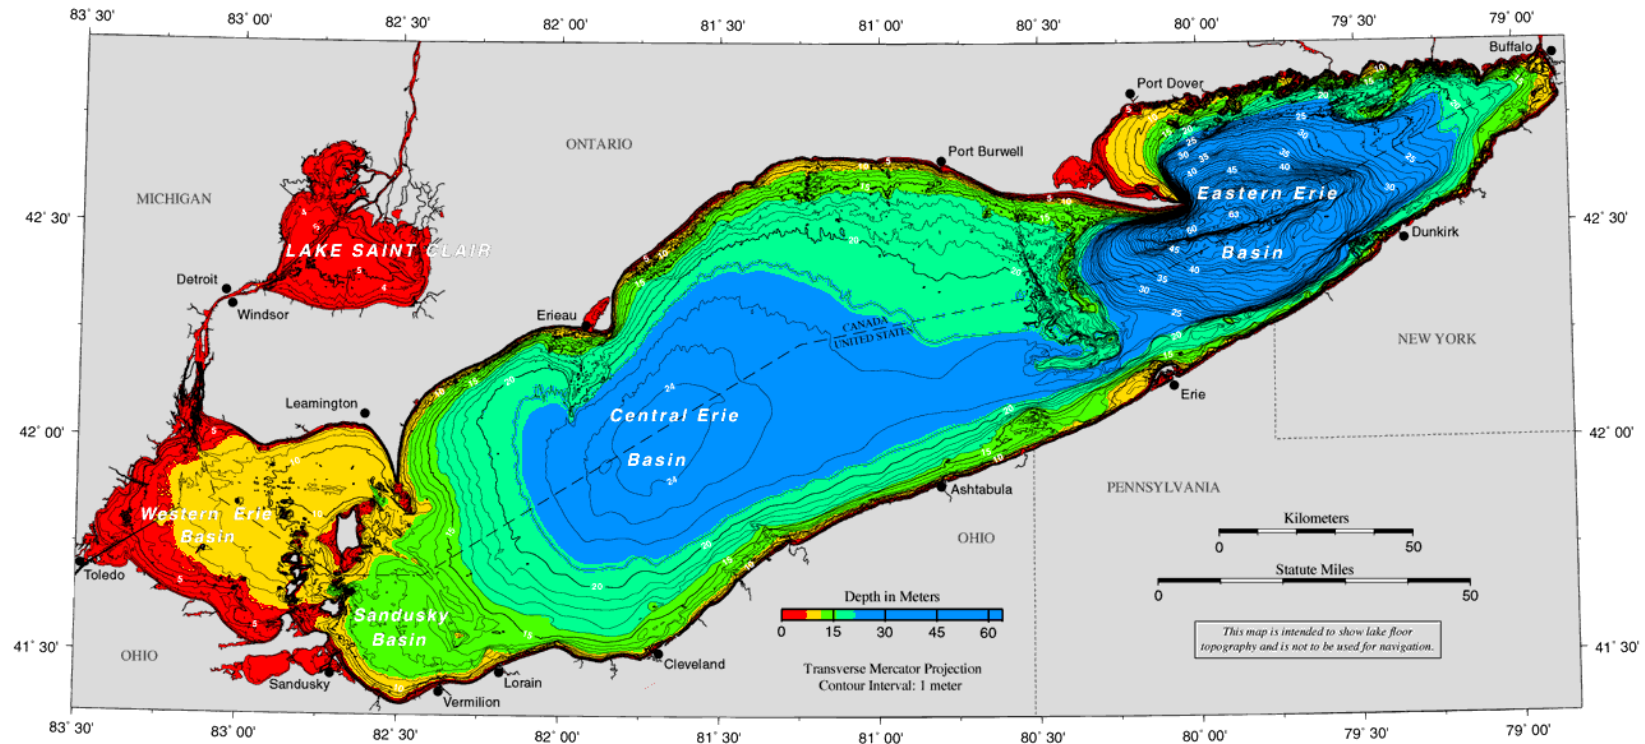 83° 30'
83° 00'
82° 30'
82° 00'
81° 30'
81° 00'
80° 30'
80° 00'
79° 30'
79° 00'
Buffalo
Port Dover
ONTARIO
Port Burwell
MICHIGAN
42° 30'
42° 30'
Eastern Erie
Basin
Dunkirk
LAKE SAINT CLAIR
Detroit
Windsor
Erieau
CANADA
UNITED STATES
NEW YORK
Leamington
Erie
Central Erie
Basin
42° 00'
42° 00'
Ashtabula
PENNSYLVANIA
Western Erie
Basin
Toledo
OHIO
Kilometers
0 50
Statute Miles
0 50
Sandusky
Basin
Depth in Meters
0 15 30 45 60
This map is intended to show lake floor
topography and is not to be used for navigation.
41° 30'
41° 30'
OHIO
Cleveland
Transverse Mercator Projection
Contour Interval: 1 meter
Sandusky
Lorain
Vermilion
83° 30'
83° 00'
82° 30'
82° 00'
81° 30'
81° 00'
80° 30'
80° 00'
79° 30'
79° 00'